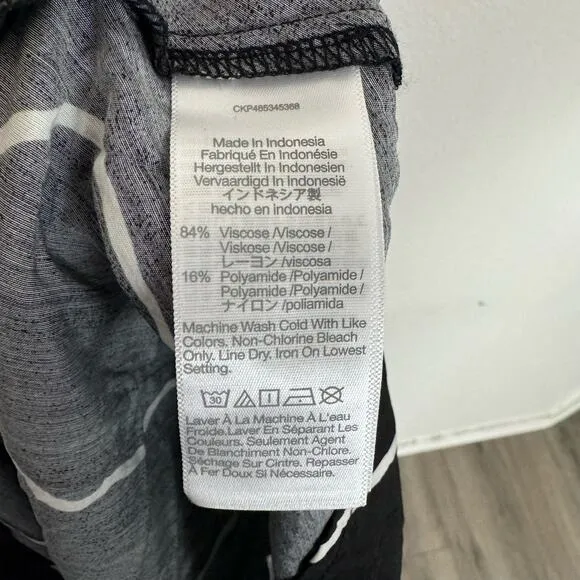 CKP485345368
Made In Indonesia
Fabriqué En Indonésie
Hergestellt In Indonesien
Vervaardigd In Indonesië
インドネシア製
hecho en indonesia
84% Viscose /Viscose /
Viskose /Viscose /
レーヨン /viscosa
16% Polyamide /Polyamide /
Polyamide /Polyamide /
ナイロン /poliamida
Machine Wash Cold With Like
Colors. Non-Chlorine Bleach
Only. Line Dry. Iron On Lowest
Setting.
30
Laver À La Machine À L'eau
Froide.Laver En Séparant Les
Couleurs. Seulement Agent
De Blanchiment Non-Chlore.
Séchage Sur Cintre. Repasser
À Fer Doux Si Nécessaire.